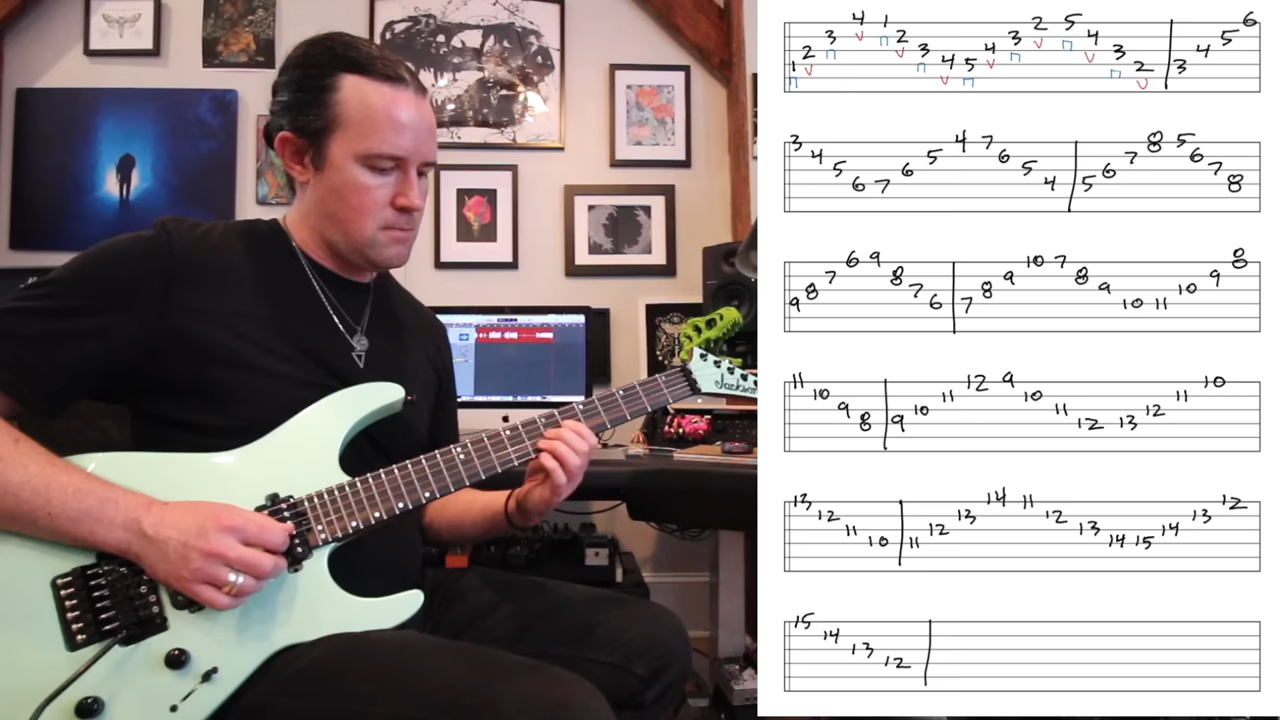 1 2 3 4 1 2 3 4 5 4 3 2 5 4 3 2 3 4 5 6
3 4 5 6 7 6 5 4 7 6 5 4 5 6 7 8 5 6 7 8
9 8 7 6 9 8 7 6 7 8 9 10 7 8 9 10 11 10 9 8
11 10 9 8 9 10 11 12 9 10 11 12 13 12 11 10
13 12 11 10 11 12 13 14 11 12 13 14 15 14 13 12
15 14 13 12
Jackson